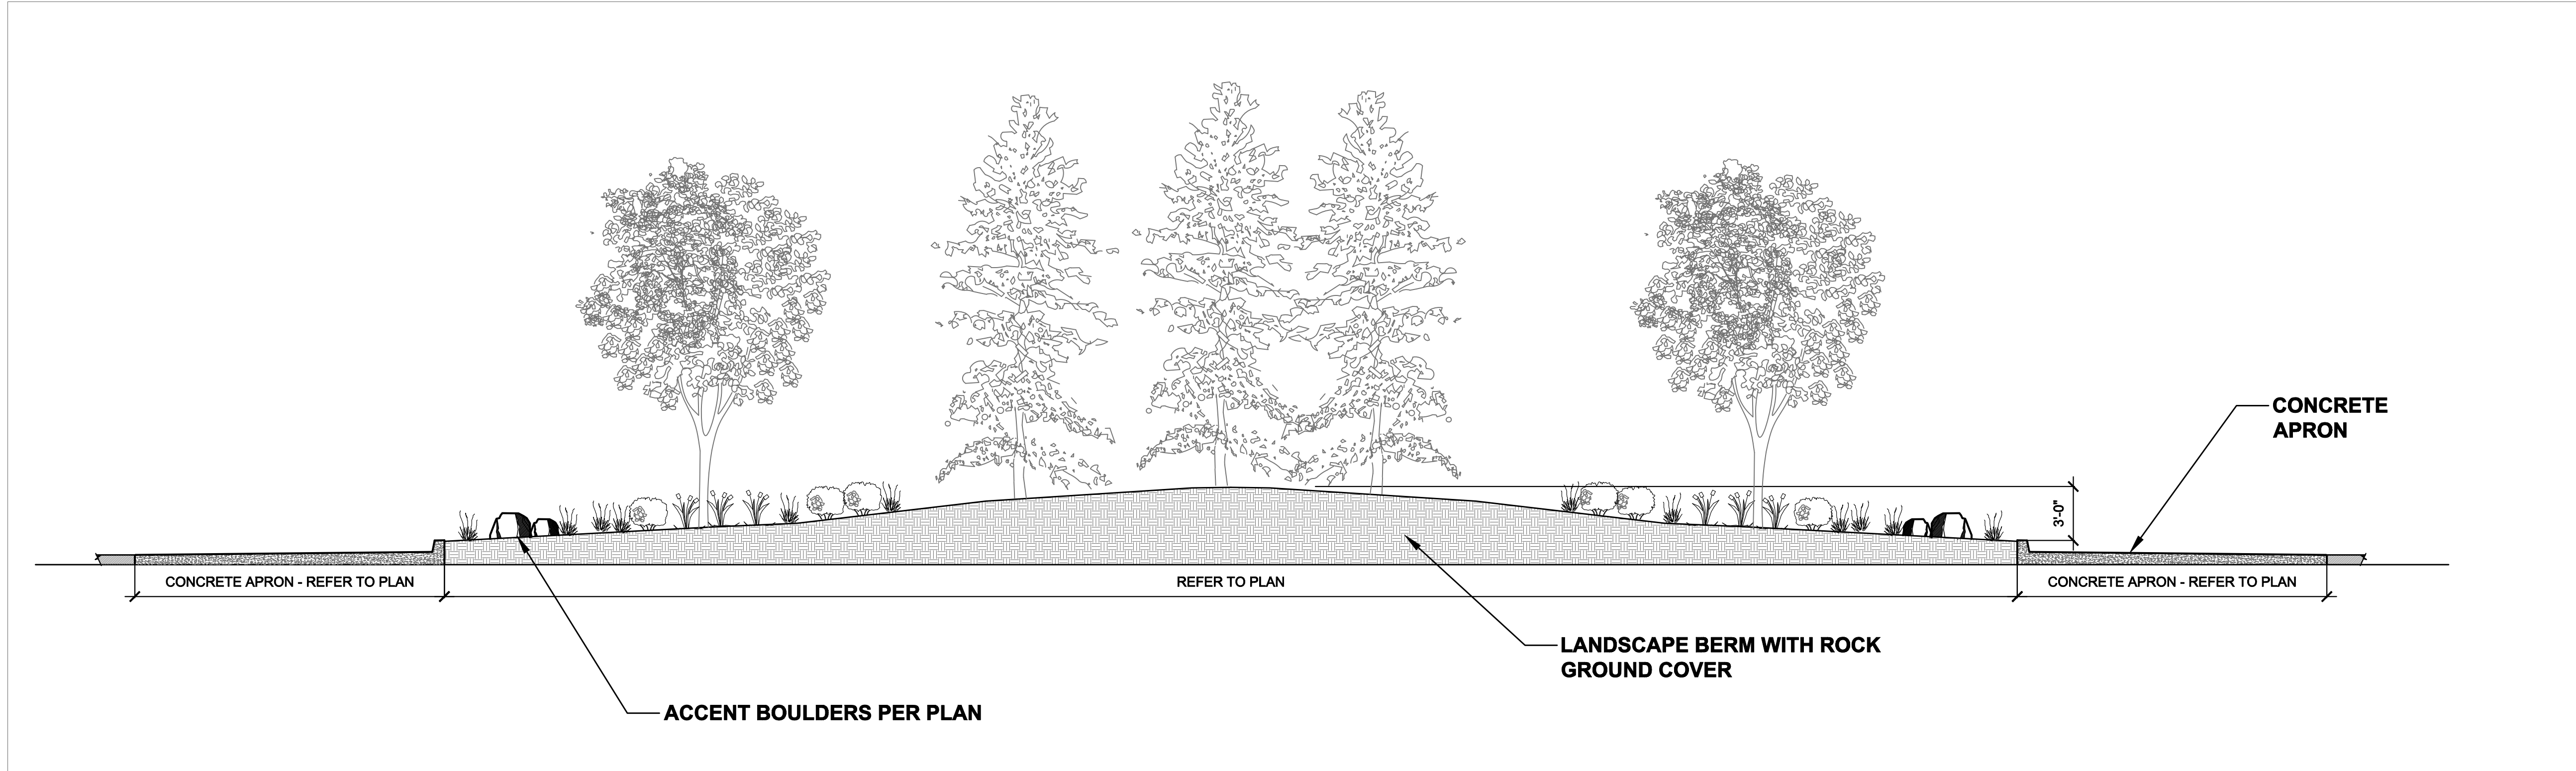 CONCRETE
APRON
3'-0"
CONCRETE APRON - REFER TO PLAN
REFER TO PLAN
CONCRETE APRON - REFER TO PLAN
LANDSCAPE BERM WITH ROCK
GROUND COVER
ACCENT BOULDERS PER PLAN